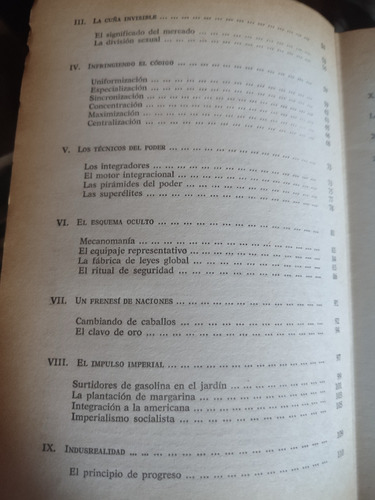 III. LA CUÑA INVISIBLE
El significado del mercado
La división sexual
IV. INFRINGIENDO EL CÓDIGO
Uniformización
Especialización
Sincronización
Concentración
Maximización
Centralización
V. LOS TÉCNICOS DEL PODER
Los integradores
El motor integracional
Las pirámides del poder
Las superélites
VI. EL ESQUEMA OCULTO
Mecanomanía
El equipaje representativo
La fábrica de leyes global
El ritual de seguridad
VII. UN FRENESÍ DE NACIONES
Cambiando de caballos
El clavo de oro
VIII. EL IMPULSO IMPERIAL 97
Surtidores de gasolina en el jardín
La plantación de margarina
Integración a la americana
Imperialismo socialista
IX. INDUSREALIDAD
El principio de progreso